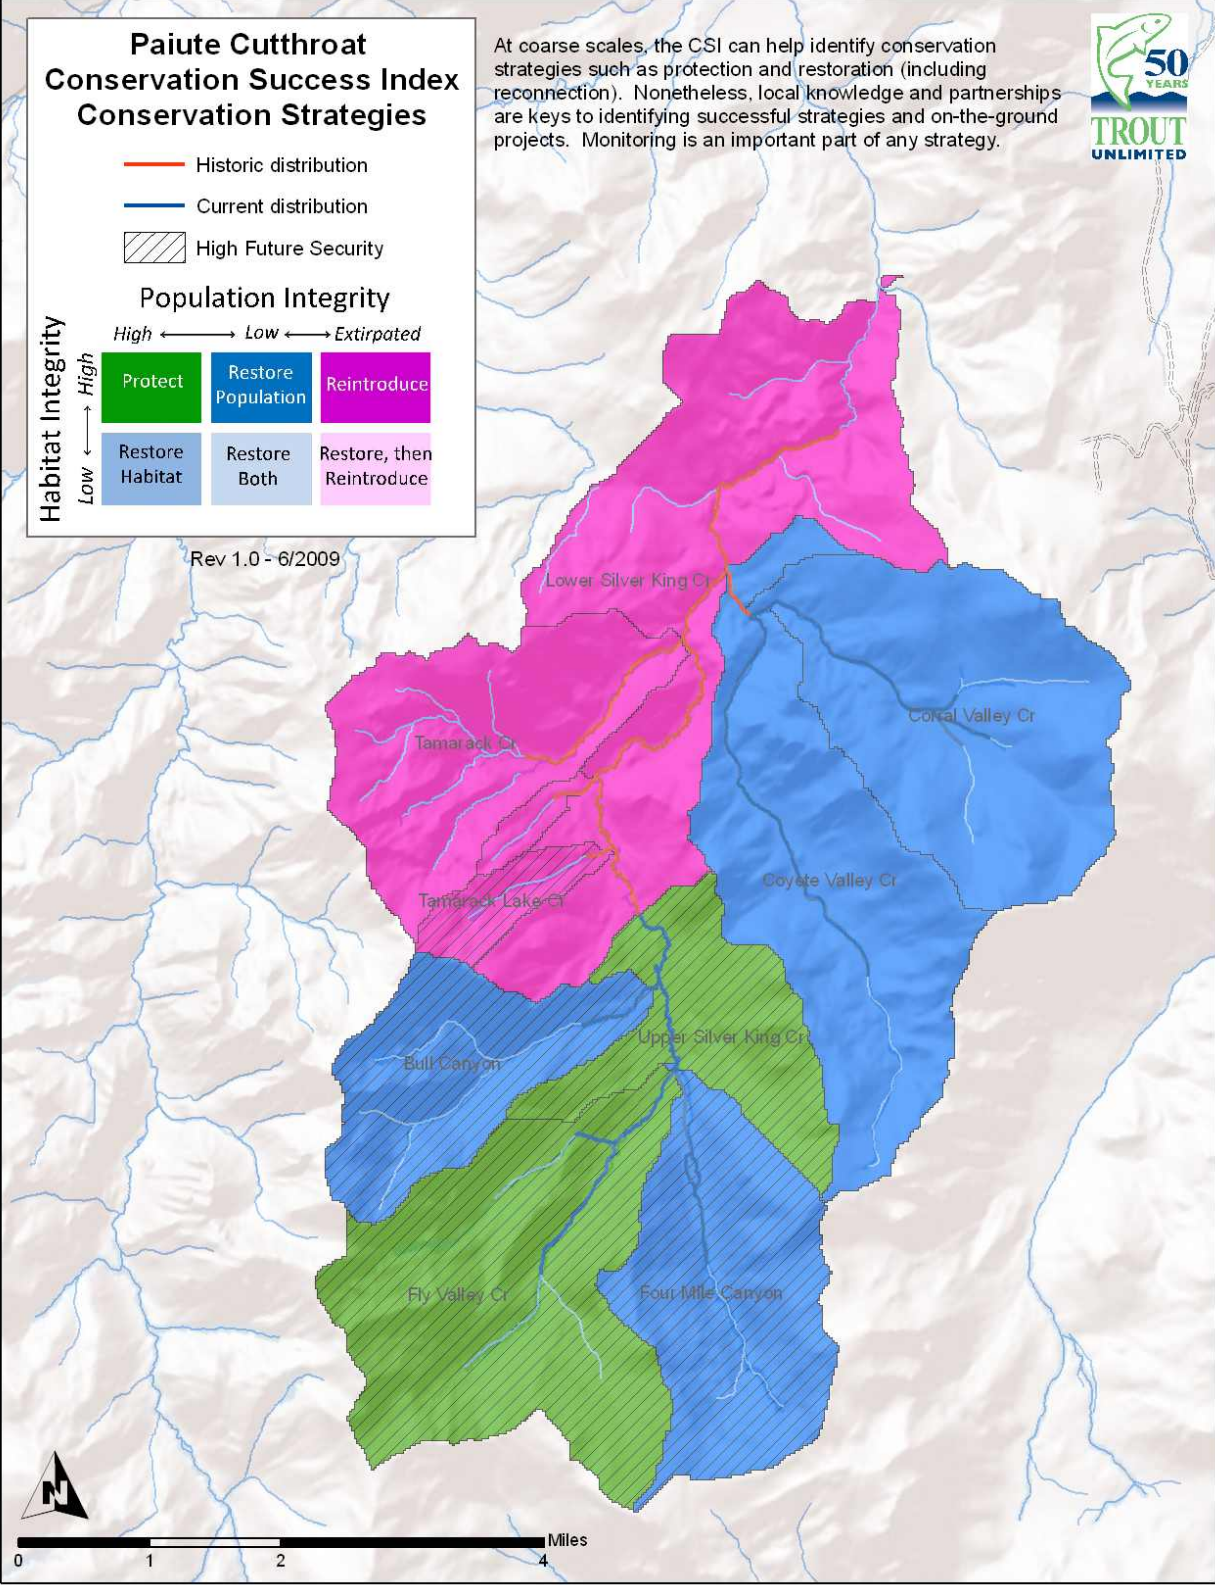 Paiute Cutthroat
Conservation Success Index
Conservation Strategies
Historic distribution
Current distribution
High Future Security
Population Integrity
High Low Extirpated
Habitat Integrity
Low High
Protect
Restore
Population
Reintroduce
Restore
Habitat
Restore
Both
Restore, then
Reintroduce
Rev 1.0 - 6/2009
At coarse scales, the CSI can help identify conservation
strategies such as protection and restoration (including
reconnection). Nonetheless, local knowledge and partnerships
are keys to identifying successful strategies and on-the-ground
projects. Monitoring is an important part of any strategy.
50
YEARS
TROUT
UNLIMITED
Lower Silver King Cr
Corral Valley Cr
Tamarack Cr
Coyote Valley Cr
Tamarack Lake Cr
Upper Silver King Cr
Bull Canyon
Fly Valley Cr
Four Mile Canyon
N
Miles
0 1 2 4